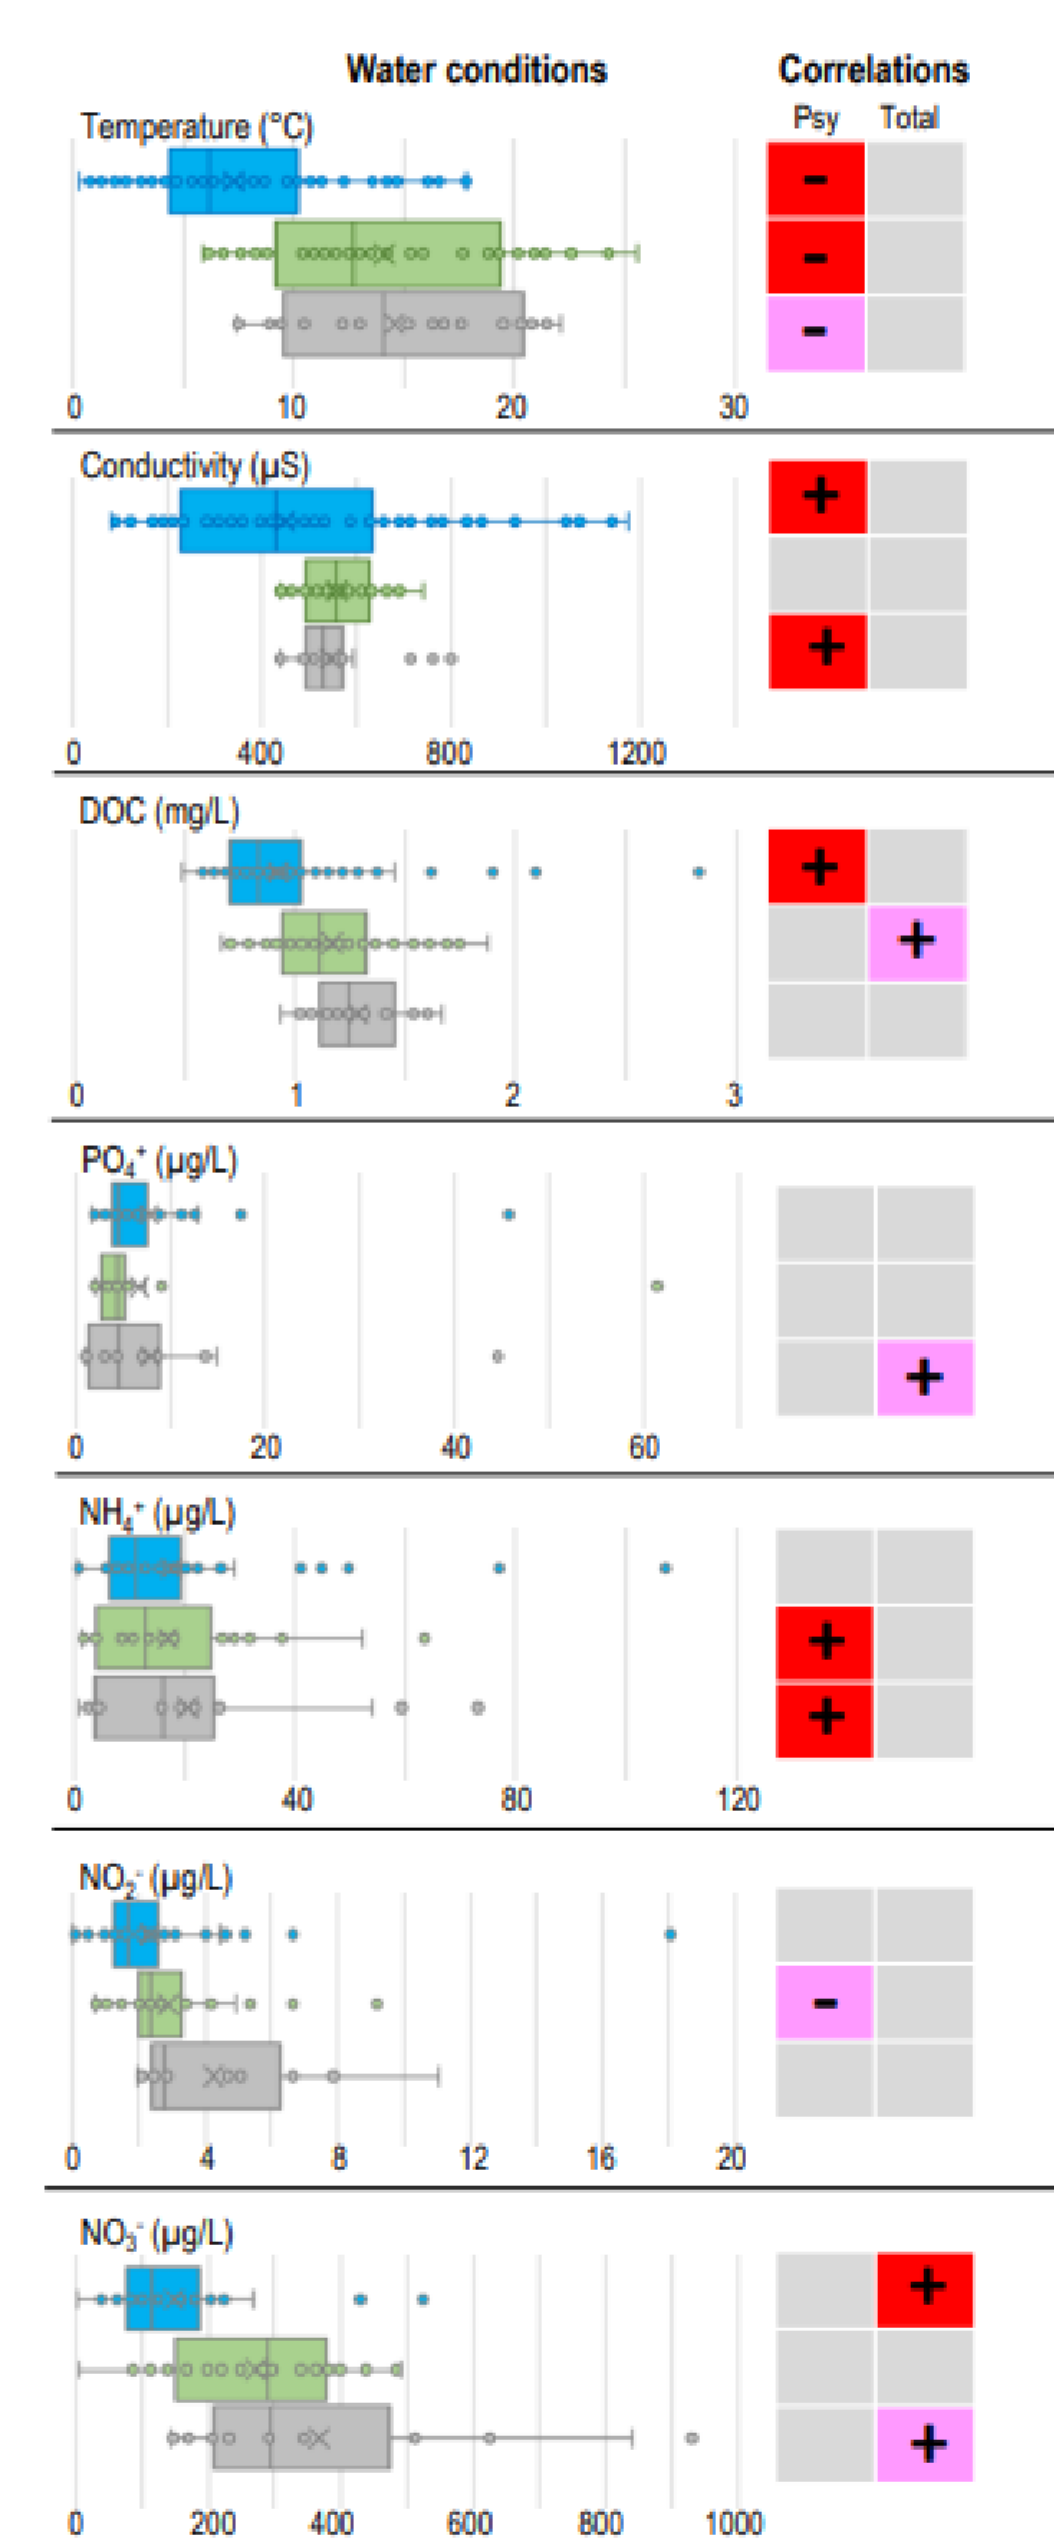 Water conditions Correlations
Psy Total
Temperature (°C)
-
-
-
0 10 20 30
Conductivity (µS)
+
+
0 400 800 1200
DOC (mg/L)
+
+
0 1 2 3
PO₄⁺ (µg/L)
+
0 20 40 60
NH₄⁺ (µg/L)
+
+
0 40 80 120
NO₂⁻ (µg/L)
-
0 4 8 12 16 20
NO₃⁻ (µg/L)
+
+
0 200 400 600 800 1000